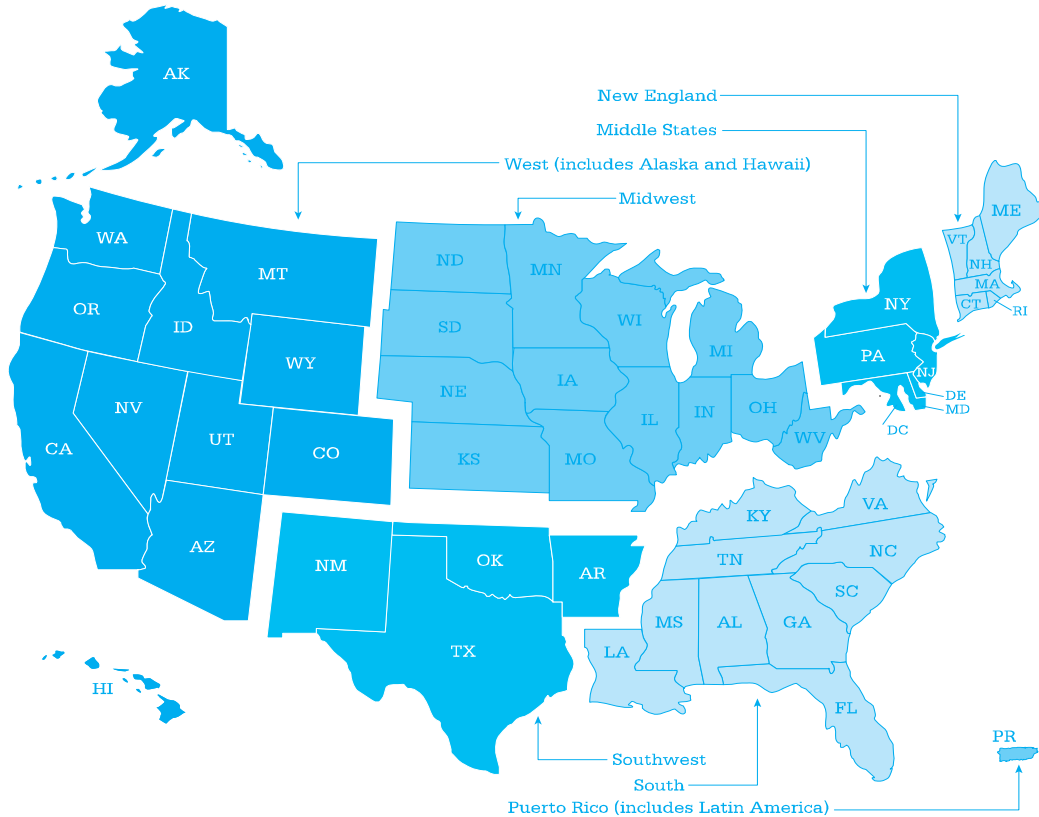 AK
New England
Middle States
West (includes Alaska and Hawaii)
Midwest
ME
WA
VT
ND
NH
MN
MT
MA
NY
CT
OR
RI
WI
ID
SD
MI
PA
WY
NJ
IA
NE
DE
NV
OH
MD
IN
IL
DC
UT
WV
CA
CO
KS
MO
VA
KY
AZ
NC
TN
OK
NM
AR
SC
MS
AL
GA
TX
LA
HI
FL
PR
Southwest
South
Puerto Rico (includes Latin America)